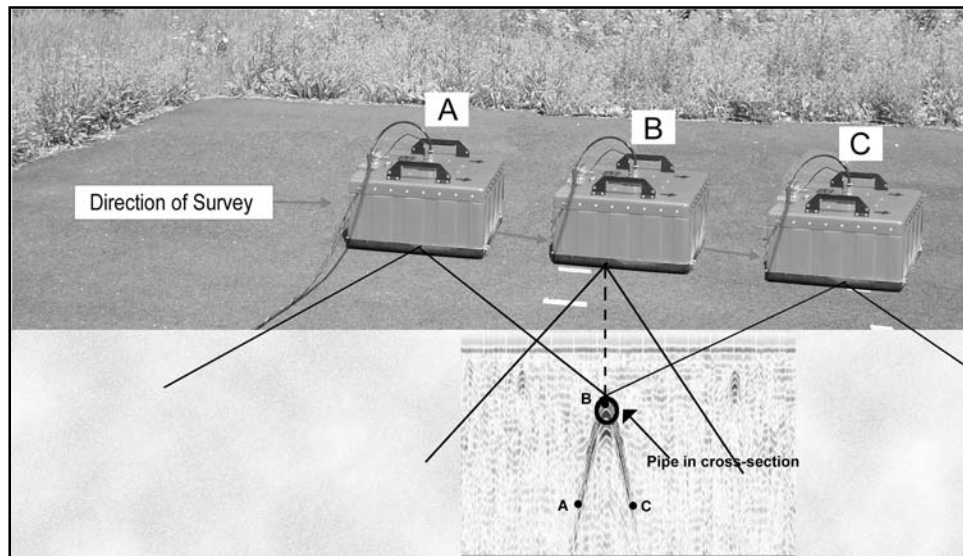 A
B
C
Direction of Survey
B
Pipe in cross-section
A
C